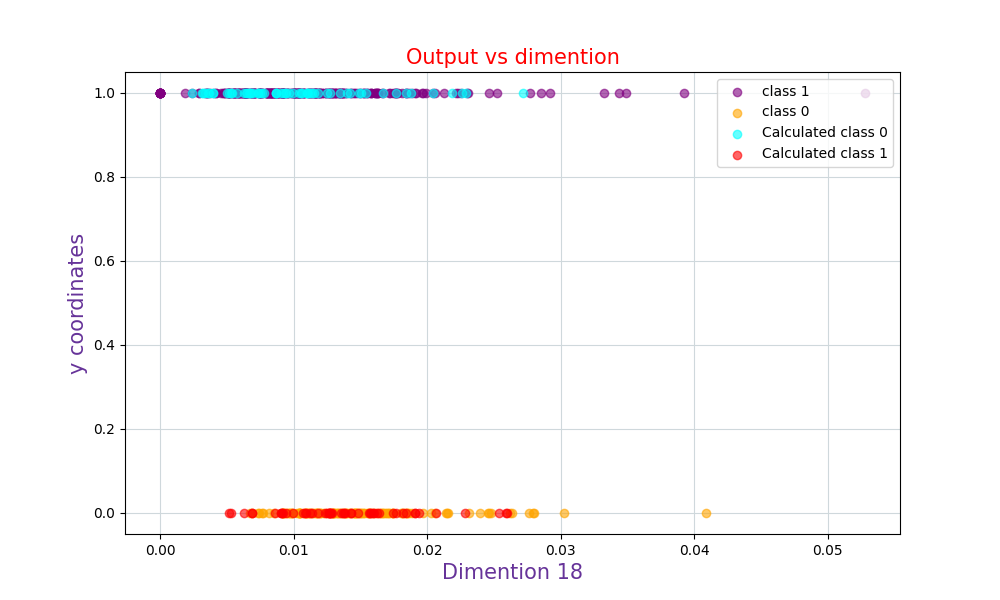 Output vs dimention
class 1
class 0
Calculated class 0
Calculated class 1
y coordinates
1.0
0.8
0.6
0.4
0.2
0.0
0.00 0.01 0.02 0.03 0.04 0.05
Dimention 18